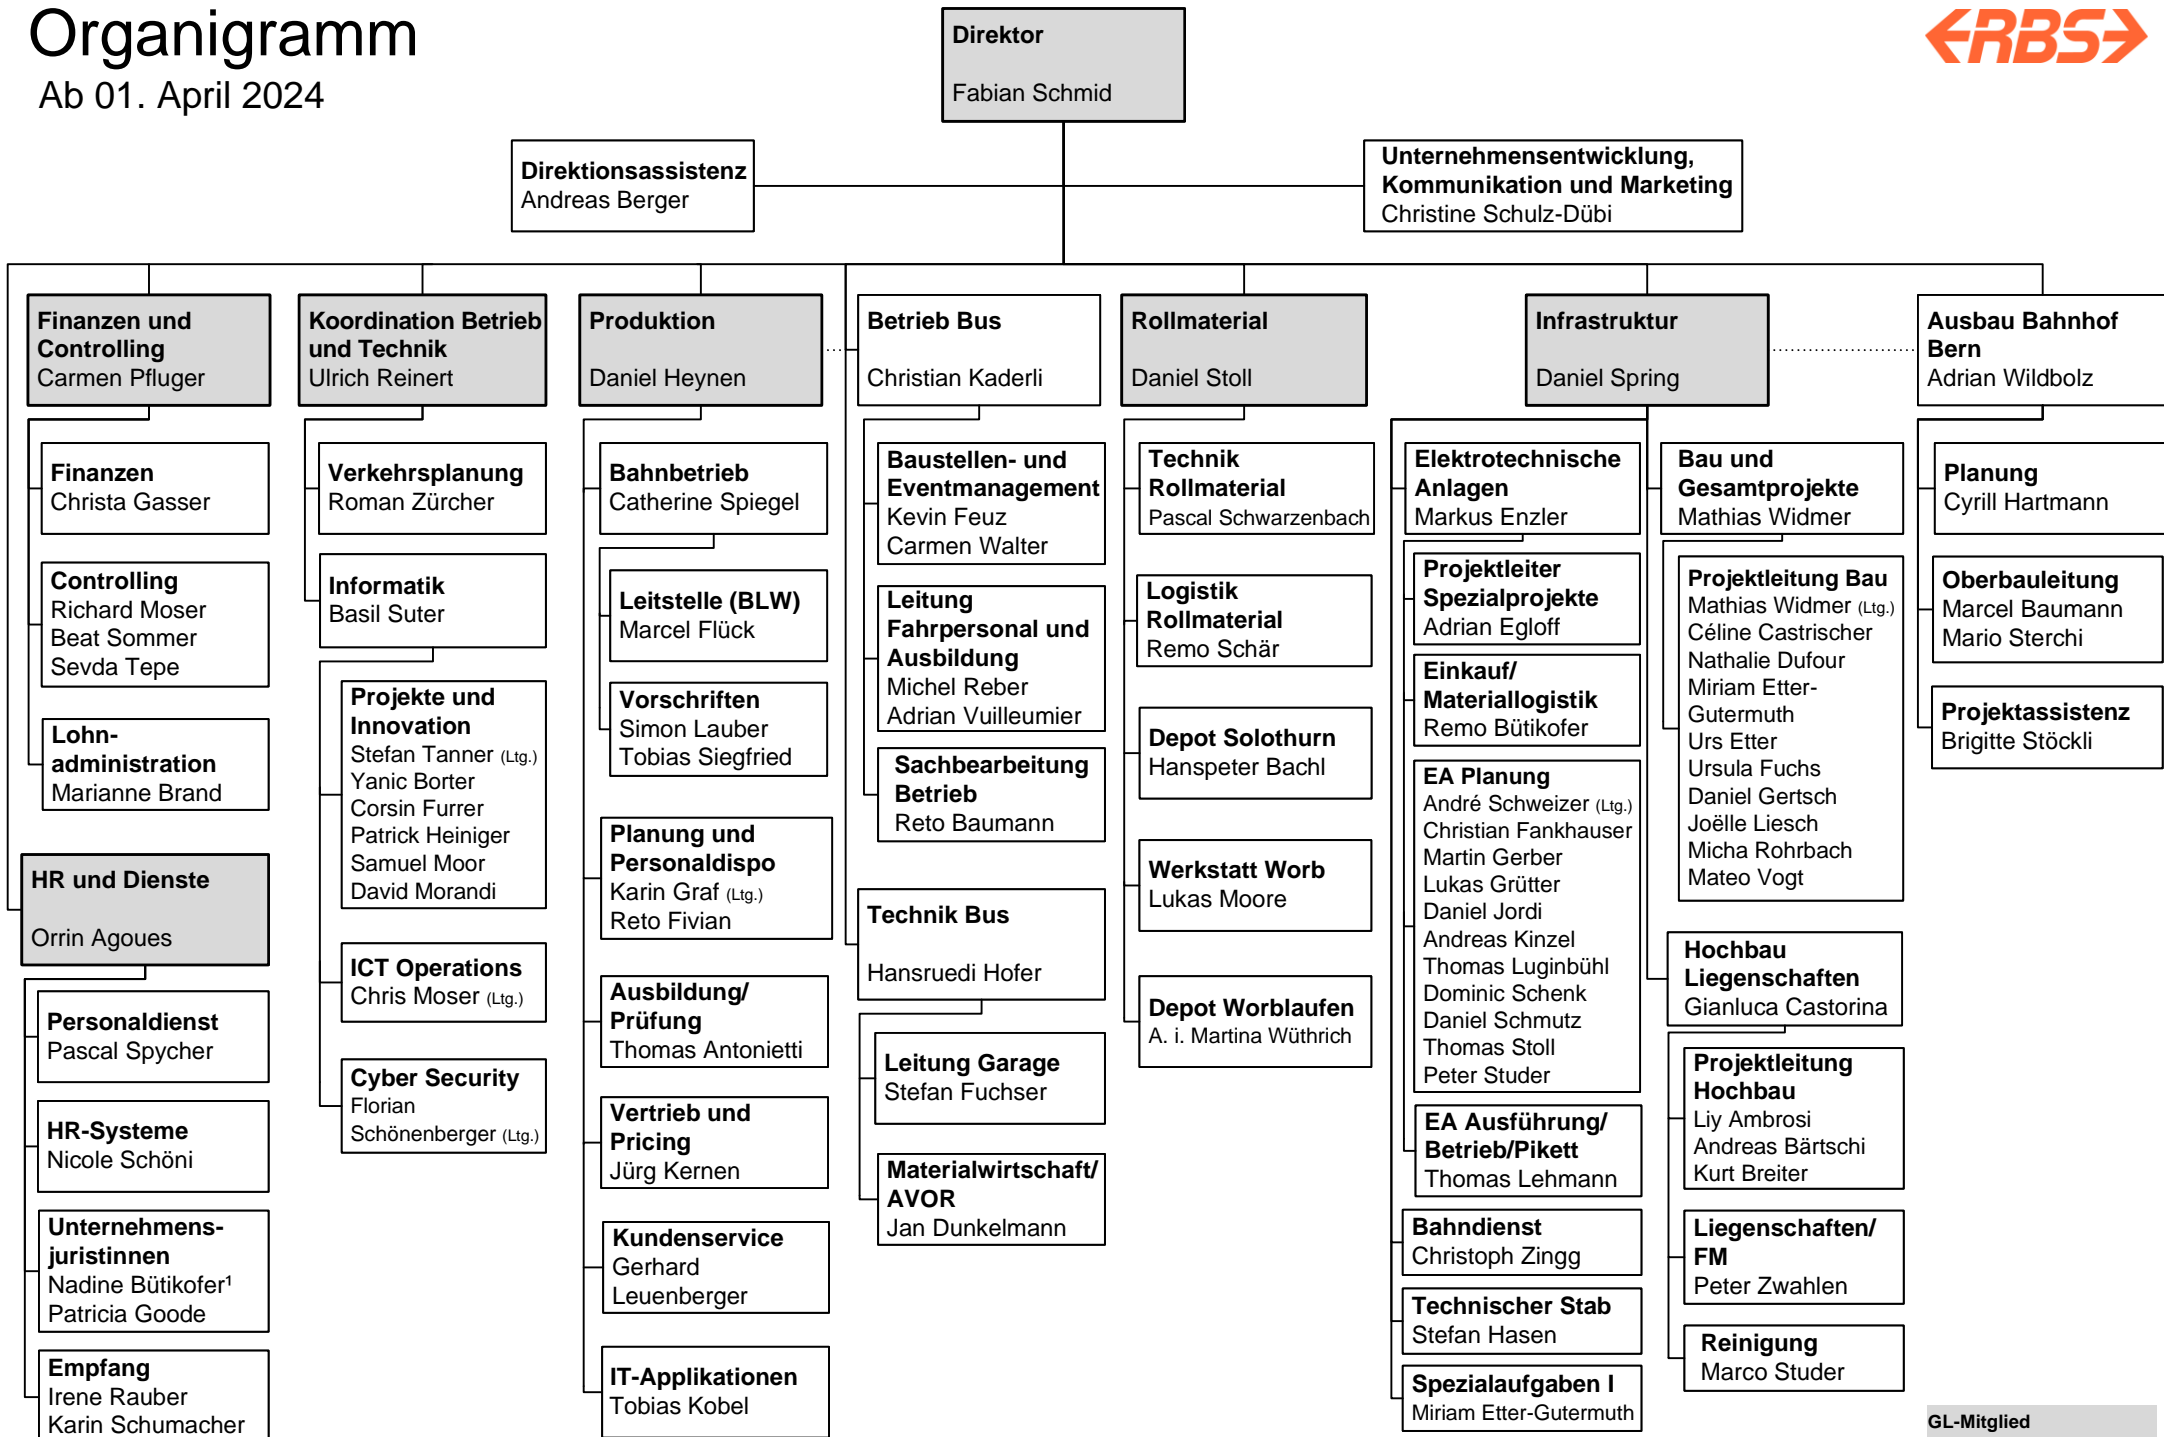 Organigramm
Ab 01. April 2024
Direktor
Fabian Schmid
RBS
Direktionsassistenz
Andreas Berger
Unternehmensentwicklung,
Kommunikation und Marketing
Christine Schulz-Dübi
Finanzen und
Controlling
Carmen Pfluger
Finanzen
Christa Gasser
Controlling
Richard Moser
Beat Sommer
Sevda Tepe
Lohn-
administration
Marianne Brand
HR und Dienste
Orrin Agoues
Personaldienst
Pascal Spycher
HR-Systeme
Nicole Schöni
Unternehmens-
juristinnen
Nadine Bütikofer¹
Patricia Goode
Empfang
Irene Rauber
Karin Schumacher
Koordination Betrieb
und Technik
Ulrich Reinert
Verkehrsplanung
Roman Zürcher
Informatik
Basil Suter
Projekte und
Innovation
Stefan Tanner (Ltg.)
Yanic Borter
Corsin Furrer
Patrick Heiniger
Samuel Moor
David Morandi
ICT Operations
Chris Moser (Ltg.)
Cyber Security
Florian
Schönenberger (Ltg.)
Produktion
Daniel Heynen
Bahnbetrieb
Catherine Spiegel
Leitstelle (BLW)
Marcel Flück
Vorschriften
Simon Lauber
Tobias Siegfried
Planung und
Personaldispo
Karin Graf (Ltg.)
Reto Fivian
Ausbildung/
Prüfung
Thomas Antonietti
Vertrieb und
Pricing
Jürg Kernen
Kundenservice
Gerhard
Leuenberger
IT-Applikationen
Tobias Kobel
Betrieb Bus
Christian Kaderli
Baustellen- und
Eventmanagement
Kevin Feuz
Carmen Walter
Leitung
Fahrpersonal und
Ausbildung
Michel Reber
Adrian Vuilleumier
Sachbearbeitung
Betrieb
Reto Baumann
Technik Bus
Hansruedi Hofer
Leitung Garage
Stefan Fuchser
Materialwirtschaft/
AVOR
Jan Dunkelmann
Rollmaterial
Daniel Stoll
Technik
Rollmaterial
Pascal Schwarzenbach
Logistik
Rollmaterial
Remo Schär
Depot Solothurn
Hanspeter Bachl
Werkstatt Worb
Lukas Moore
Depot Worblaufen
A. i. Martina Wüthrich
Infrastruktur
Daniel Spring
Elektrotechnische
Anlagen
Markus Enzler
Projektleiter
Spezialprojekte
Adrian Egloff
Einkauf/
Materiallogistik
Remo Bütikofer
EA Planung
André Schweizer (Ltg.)
Christian Fankhauser
Martin Gerber
Lukas Grütter
Daniel Jordi
Andreas Kinzel
Thomas Luginbühl
Dominic Schenk
Daniel Schmutz
Thomas Stoll
Peter Studer
EA Ausführung/
Betrieb/Pikett
Thomas Lehmann
Bahndienst
Christoph Zingg
Technischer Stab
Stefan Hasen
Spezialaufgaben I
Miriam Etter-Gutermuth
Bau und
Gesamtprojekte
Mathias Widmer
Projektleitung Bau
Mathias Widmer (Ltg.)
Céline Castrischer
Nathalie Dufour
Miriam Etter-
Gutermuth
Urs Etter
Ursula Fuchs
Daniel Gertsch
Joëlle Liesch
Micha Rohrbach
Mateo Vogt
Hochbau
Liegenschaften
Gianluca Castorina
Projektleitung
Hochbau
Liy Ambrosi
Andreas Bärtschi
Kurt Breiter
Liegenschaften/
FM
Peter Zwahlen
Reinigung
Marco Studer
Ausbau Bahnhof
Bern
Adrian Wildbolz
Planung
Cyrill Hartmann
Oberbauleitung
Marcel Baumann
Mario Sterchi
Projektassistenz
Brigitte Stöckli
GL-Mitglied